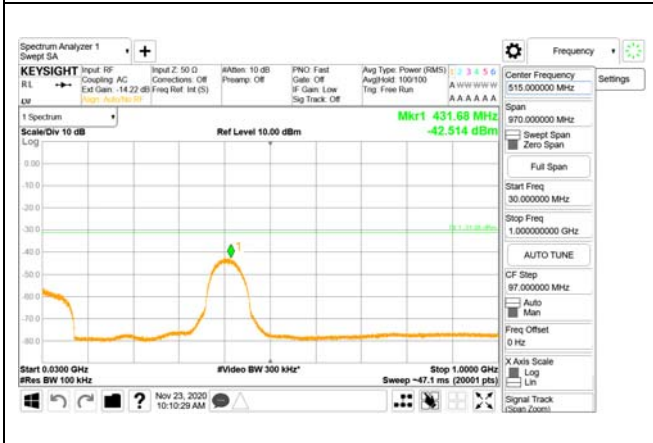 Spectrum Analyzer 1
Swept SA
Frequency
KEYSIGHT
Input: RF
Input Z: 50 Ω
#Atten: 10 dB
PNO: Fast
Avg Type: Power (RMS)
1 2 3 4 5 6
RL
Coupling: AC
Corrections: Off
Preamp: Off
Gate: Off
Avg|Hold: 100/100
A W W W W W
Ext Gain: -14.22 dB
Freq Ref: Int (S)
IF Gain: Low
Trig: Free Run
Align: Auto/No RF
Sig Track: Off
A A A A A A
1 Spectrum
Mkr1 431.68 MHz
Scale/Div 10 dB
Ref Level 10.00 dBm
-42.514 dBm
Log
0.00
-10.0
-20.0
-30.0
-40.0
-50.0
-60.0
-70.0
-80.0
1
Start 0.0300 GHz
#Video BW 300 kHz*
Stop 1.0000 GHz
#Res BW 100 kHz
Sweep ~47.1 ms (20001 pts)
?
Nov 23, 2020
10:10:29 AM
Center Frequency
515.000000 MHz
Settings
Span
970.000000 MHz
Swept Span
Zero Span
Full Span
Start Freq
30.000000 MHz
Stop Freq
1.000000000 GHz
AUTO TUNE
CF Step
97.000000 MHz
Auto
Man
Freq Offset
0 Hz
X Axis Scale
Log
Lin
Signal Track
(Span Zoom)